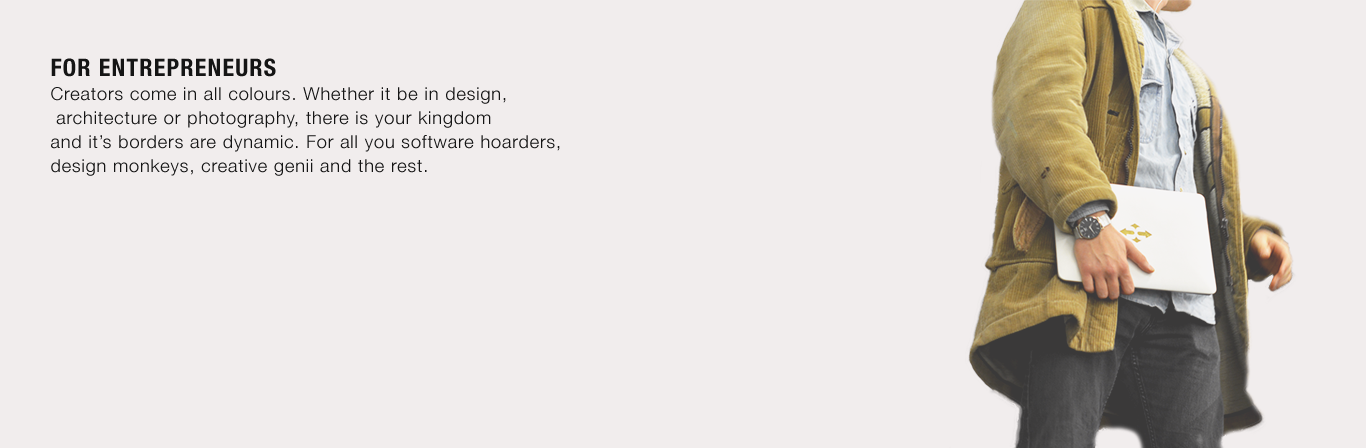 FOR ENTREPRENEURS
Creators come in all colours. Whether it be in design,
architecture or photography, there is your kingdom
and it’s borders are dynamic. For all you software hoarders,
design monkeys, creative genii and the rest.